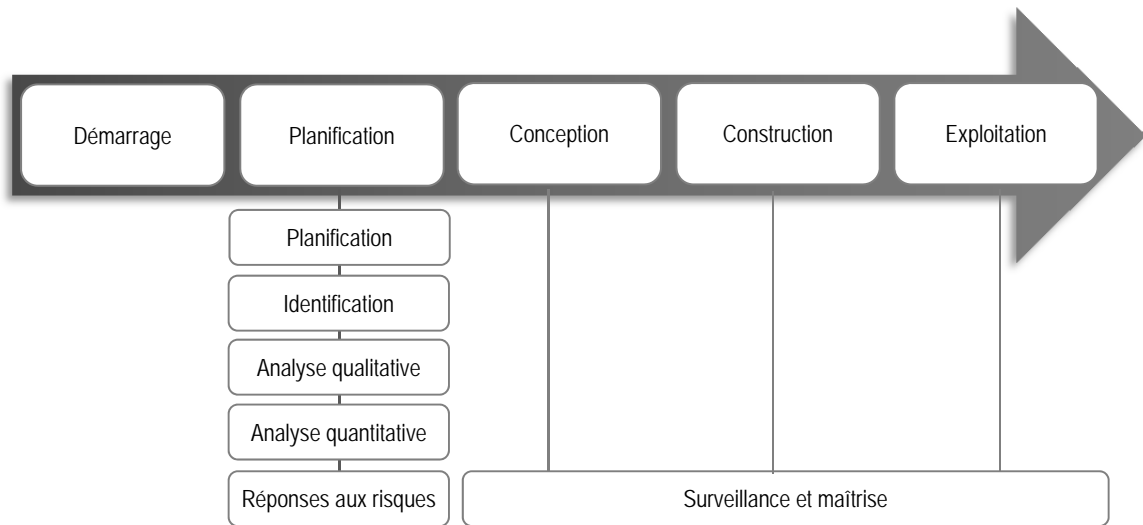 Démarrage
Planification
Conception
Construction
Exploitation
Planification
Identification
Analyse qualitative
Analyse quantitative
Réponses aux risques
Surveillance et maîtrise